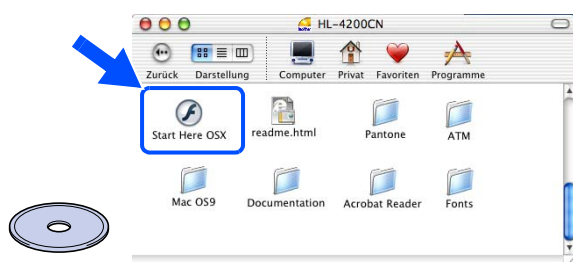 HL-4200CN
Zurück Darstellung Computer Privat Favoriten Programme
Start Here OSX readme.html Pantone ATM
Mac OS9 Documentation Acrobat Reader Fonts